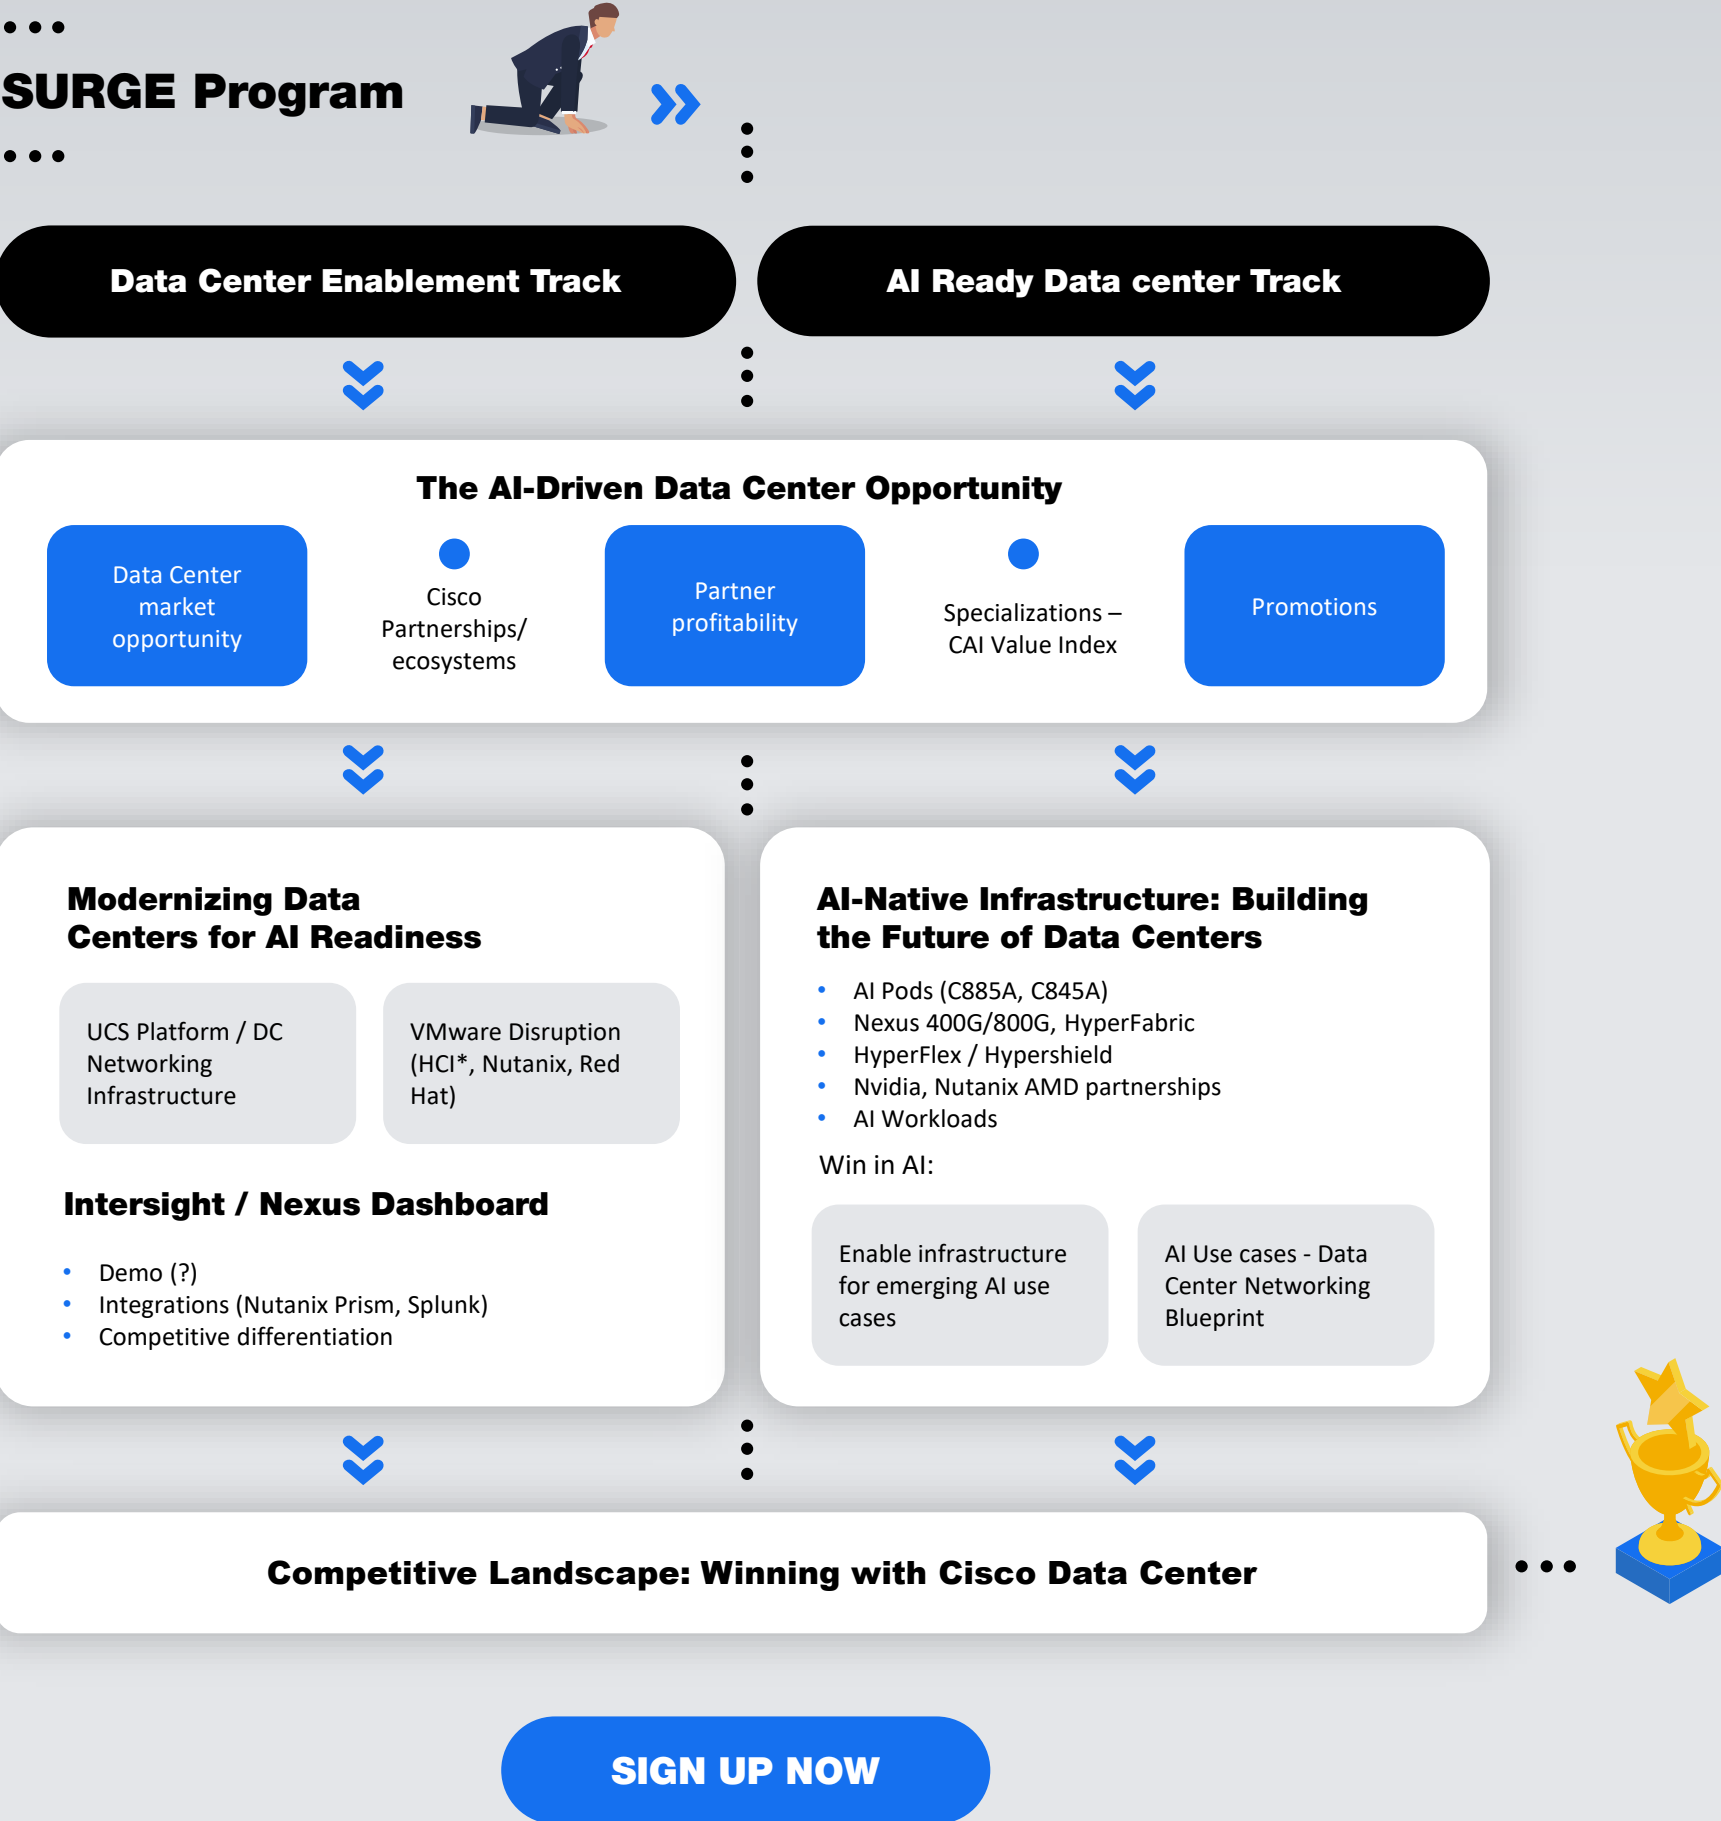 SURGE Program
Data Center Enablement Track
AI Ready Data center Track
The AI-Driven Data Center Opportunity
Data Center
market
opportunity
Cisco
Partnerships/
ecosystems
Partner
profitability
Specializations –
CAI Value Index
Promotions
Modernizing Data
Centers for AI Readiness
UCS Platform / DC
Networking
Infrastructure
VMware Disruption
(HCI*, Nutanix, Red
Hat)
Intersight / Nexus Dashboard
• Demo (?)
• Integrations (Nutanix Prism, Splunk)
• Competitive differentiation
AI-Native Infrastructure: Building
the Future of Data Centers
• AI Pods (C885A, C845A)
• Nexus 400G/800G, HyperFabric
• HyperFlex / Hypershield
• Nvidia, Nutanix AMD partnerships
• AI Workloads
Win in AI:
Enable infrastructure
for emerging AI use
cases
AI Use cases - Data
Center Networking
Blueprint
Competitive Landscape: Winning with Cisco Data Center
SIGN UP NOW